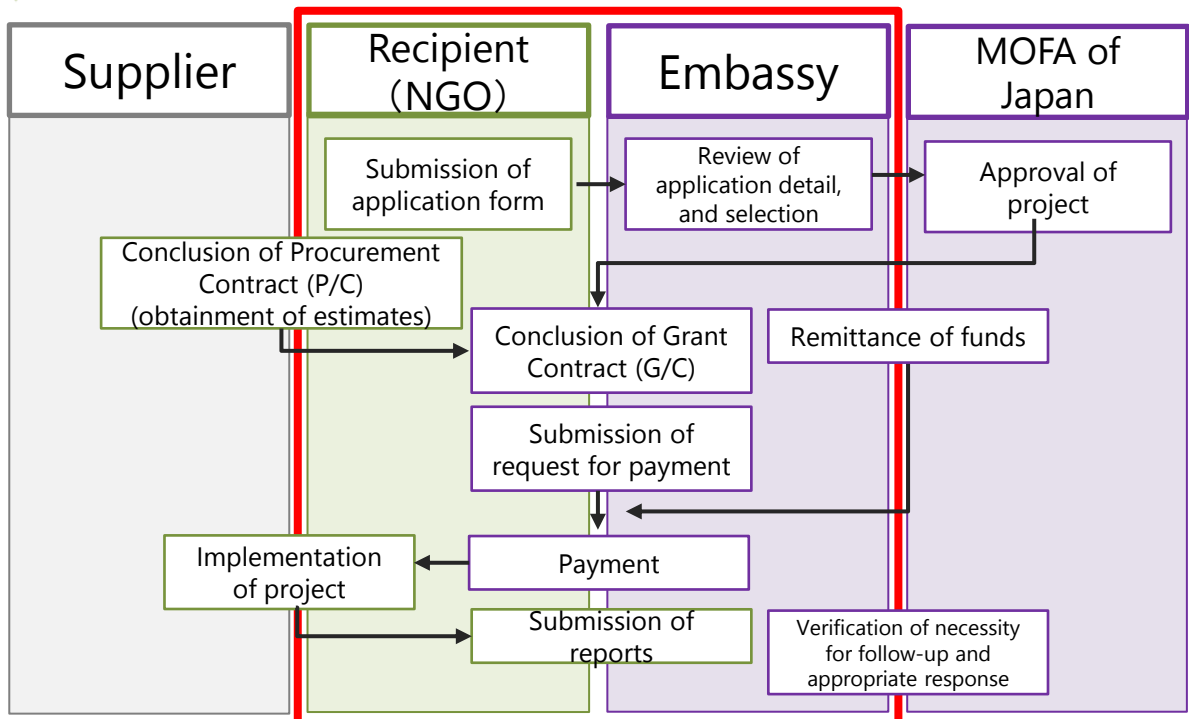 Supplier
Recipient
（NGO）
Embassy
MOFA of
Japan
Submission of
application form
Review of
application detail,
and selection
Approval of
project
Conclusion of Procurement
Contract (P/C)
(obtainment of estimates)
Conclusion of Grant
Contract (G/C)
Remittance of funds
Submission of
request for payment
Implementation
of project
Payment
Submission of
reports
Verification of necessity
for follow-up and
appropriate response